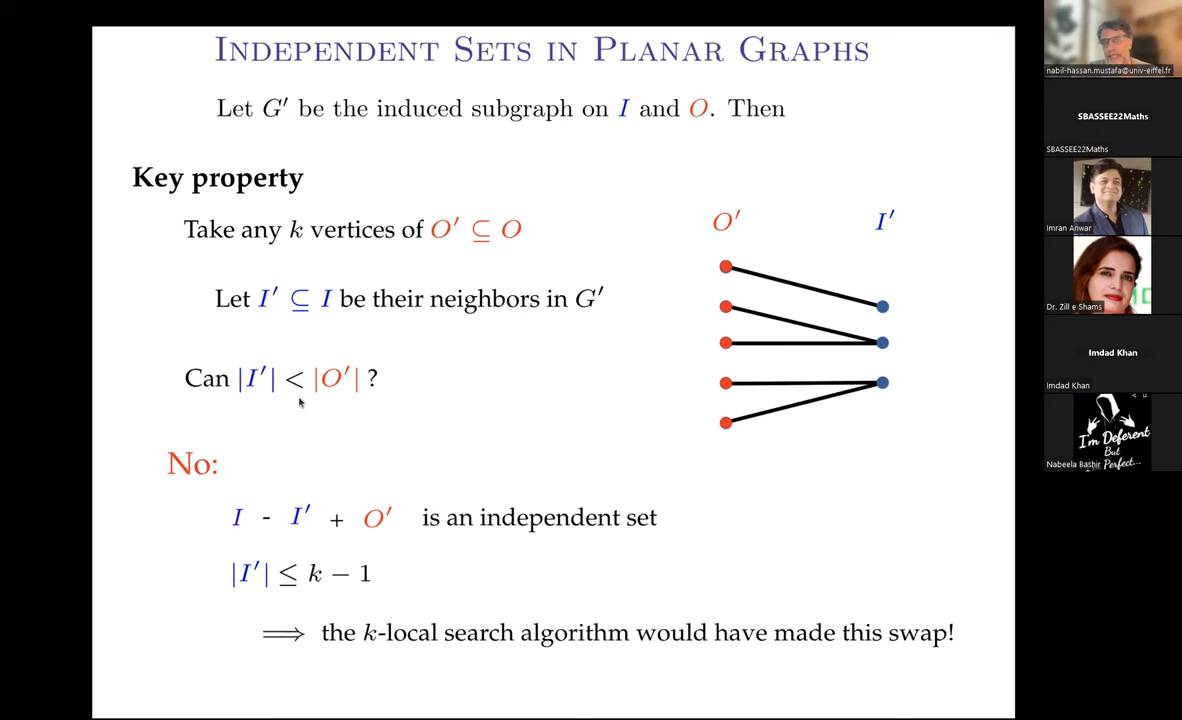 INDEPENDENT SETS IN PLANAR GRAPHS
Let G′ be the induced subgraph on I and O. Then
Key property
Take any k vertices of O′ ⊆ O
Let I′ ⊆ I be their neighbors in G′
Can |I′| < |O′| ?
O′ I′
No:
I - I′ + O′ is an independent set
|I′| ≤ k − 1
⟹ the k-local search algorithm would have made this swap!
nabil-hassan.mustafa@univ-eiffel.fr
SBASSEE22Maths
SBASSEE22Maths
Imran Anwar
Dr. Zill e Shams
Imdad Khan
Imdad Khan
I'm Deferent
But
Perfect...
Nabeela Bashir